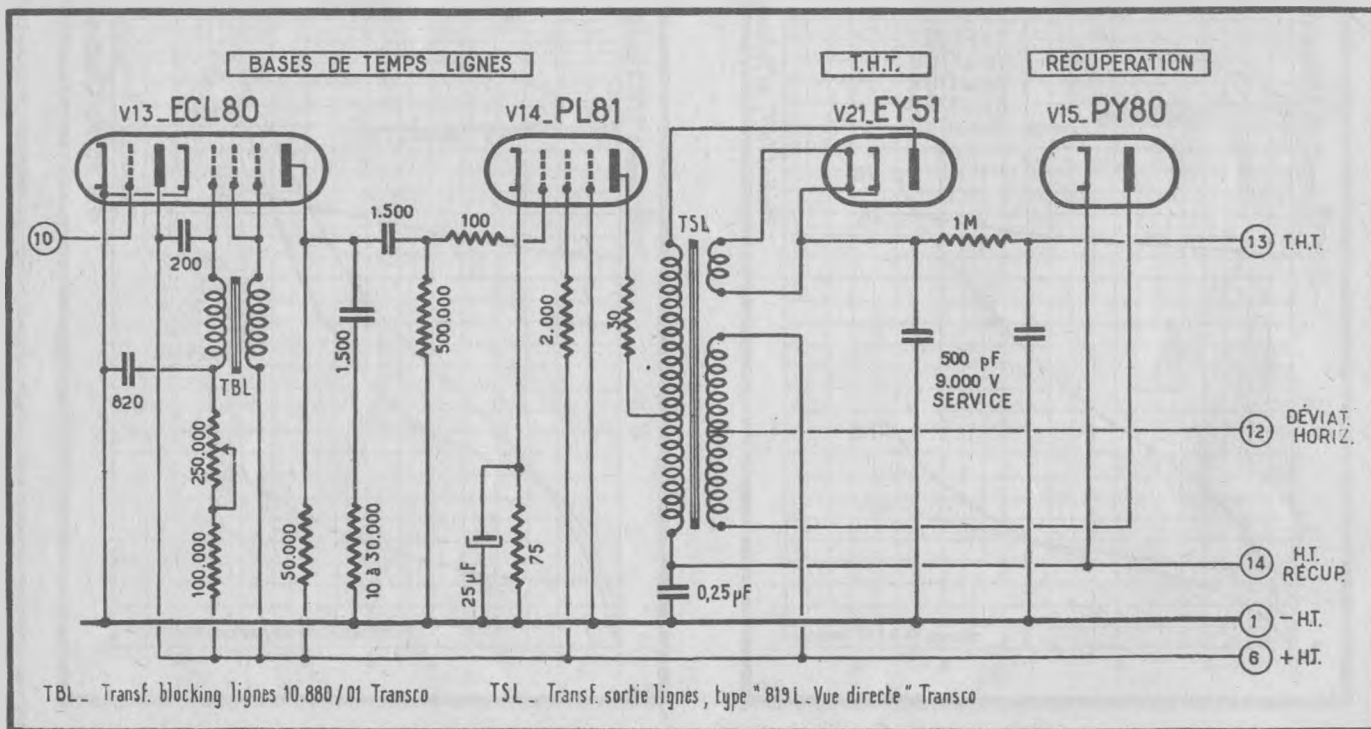 BASES DE TEMPS LIGNES
T.H.T.
RÉCUPERATION
V13_ECL80
V14_PL81
V21_EY51
V15_PY80
10
200
1.500
100
TSL
1M
13 T.H.T.
1.500
500.000
2.000
30
820
TBL
500 pF
9.000 V
SERVICE
12 DÉVIAT.
HORIZ.
250.000
100.000
50.000
10 à 30.000
25µF
75
0,25µF
14 H.T.
RÉCUP.
1 – H.T.
6 + H.T.
TBL_ Transf. blocking lignes 10.880/01 Transco
TSL_ Transf. sortie lignes, type "819 L. Vue directe" Transco